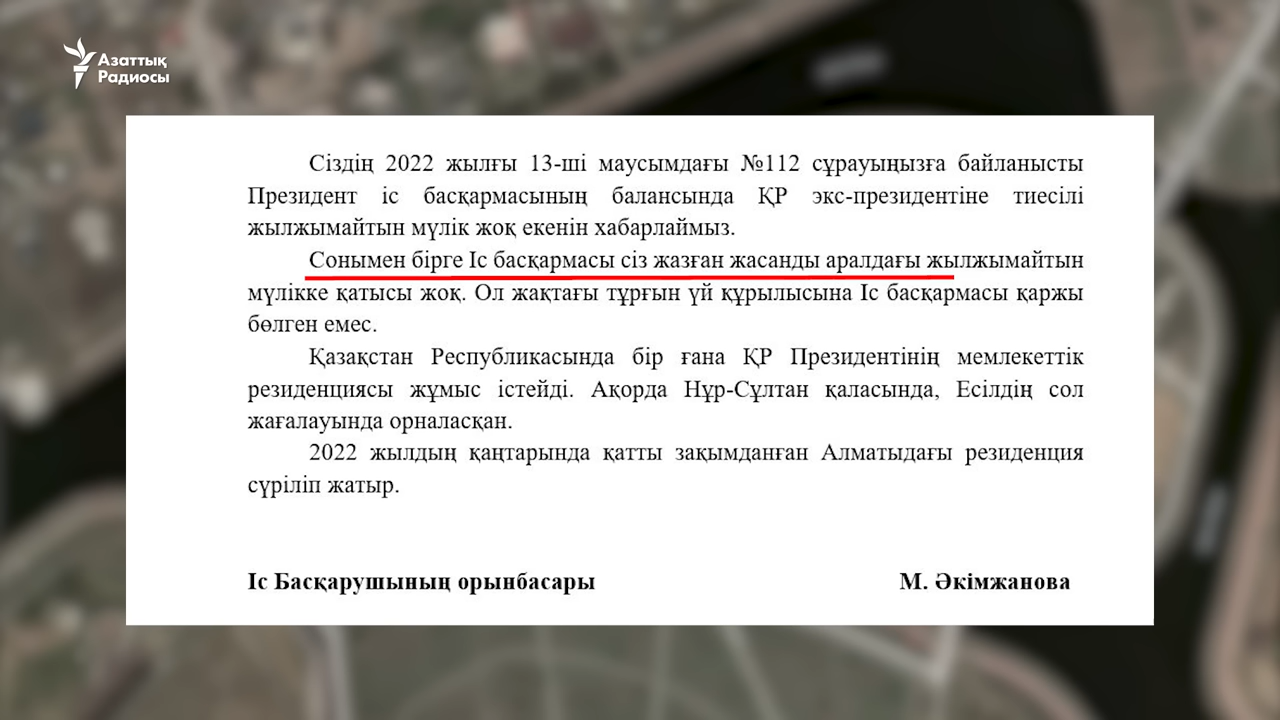 Азаттық
Радиосы
Сіздің 2022 жылғы 13-ші маусымдағы №112 сұрауыңызға байланысты
Президент іс басқармасының балансында ҚР экс-президентіне тиесілі
жылжымайтын мүлік жоқ екенін хабарлаймыз.
Сонымен бірге Іс басқармасы сіз жазған жасанды аралдағы жылжымайтын
мүлікке қатысы жоқ. Ол жақтағы тұрғын үй құрылысына Іс басқармасы қаржы
бөлген емес.
Қазақстан Республикасында бір ғана ҚР Президентінің мемлекеттік
резиденциясы жұмыс істейді. Ақорда Нұр-Сұлтан қаласында, Есілдің сол
жағалауында орналасқан.
2022 жылдың қаңтарында қатты зақымданған Алматыдағы резиденция
сүріліп жатыр.
Іс Басқарушының орынбасары М. Әкімжанова